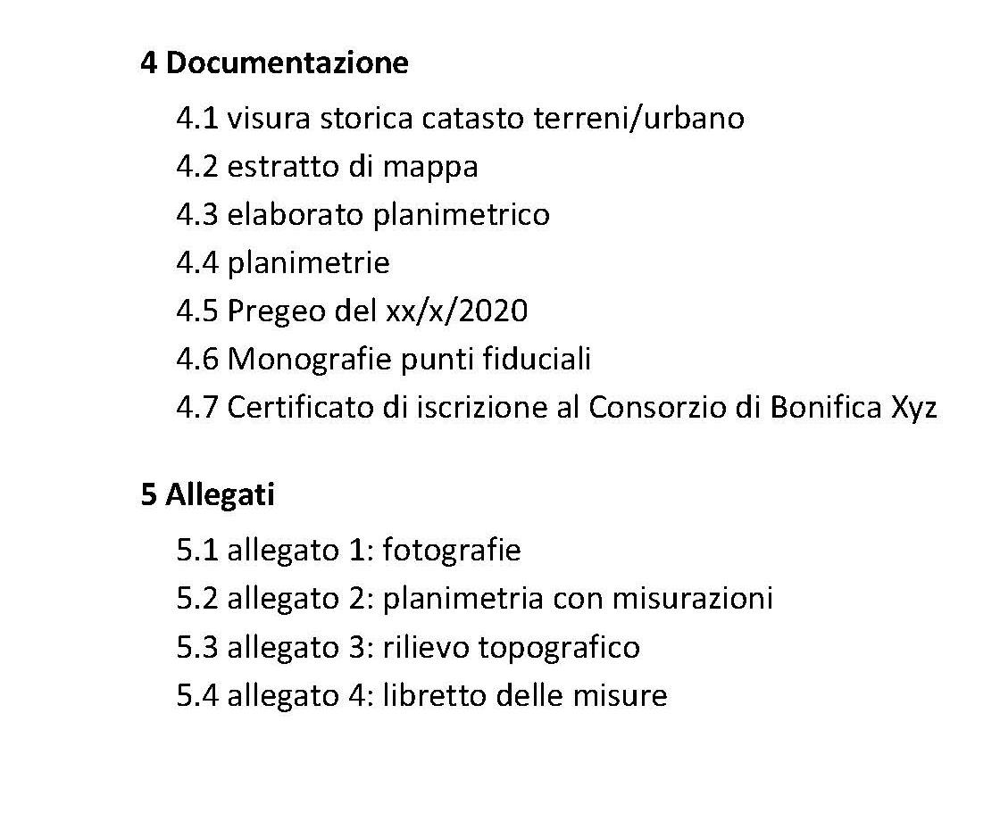 4 Documentazione
4.1 visura storica catasto terreni/urbano
4.2 estratto di mappa
4.3 elaborato planimetrico
4.4 planimetrie
4.5 Pregeo del xx/x/2020
4.6 Monografie punti fiduciali
4.7 Certificato di iscrizione al Consorzio di Bonifica Xyz
5 Allegati
5.1 allegato 1: fotografie
5.2 allegato 2: planimetria con misurazioni
5.3 allegato 3: rilievo topografico
5.4 allegato 4: libretto delle misure